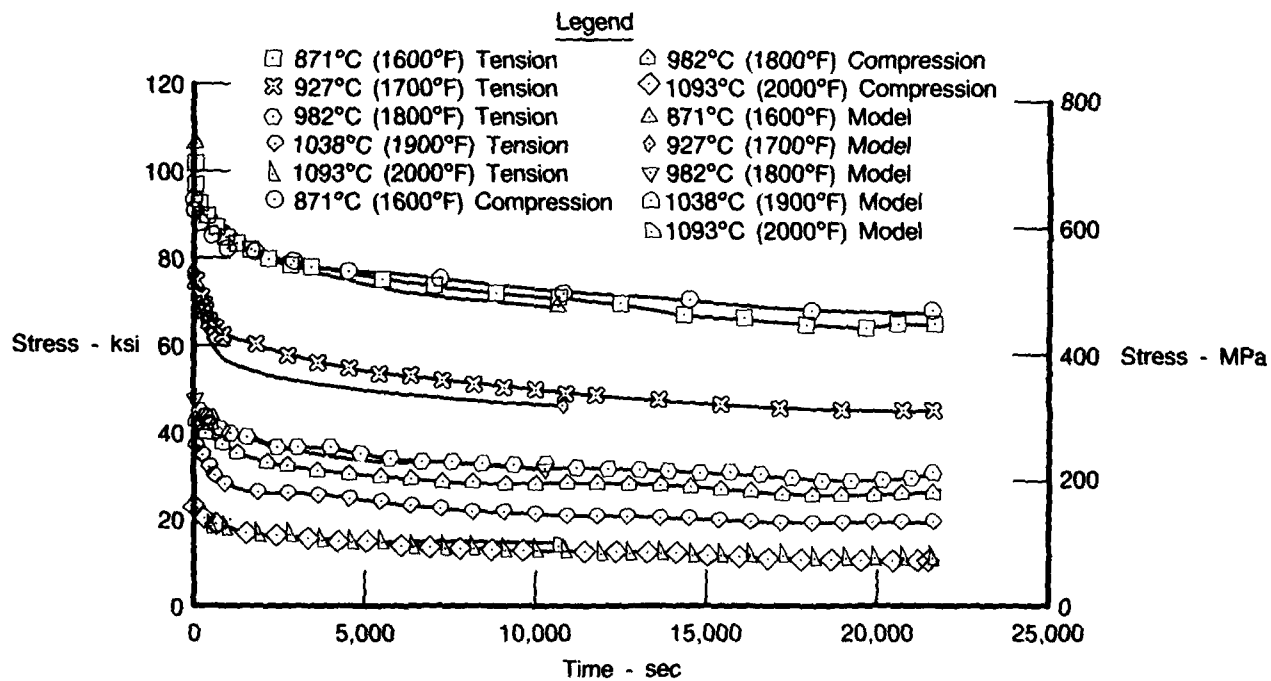 Legend
871°C (1600°F) Tension
927°C (1700°F) Tension
982°C (1800°F) Tension
1038°C (1900°F) Tension
1093°C (2000°F) Tension
871°C (1600°F) Compression
982°C (1800°F) Compression
1093°C (2000°F) Compression
871°C (1600°F) Model
927°C (1700°F) Model
982°C (1800°F) Model
1038°C (1900°F) Model
1093°C (2000°F) Model
120
100
80
60
40
20
0
Stress - ksi
800
600
400
200
0
Stress - MPa
0 5,000 10,000 15,000 20,000 25,000
Time - sec